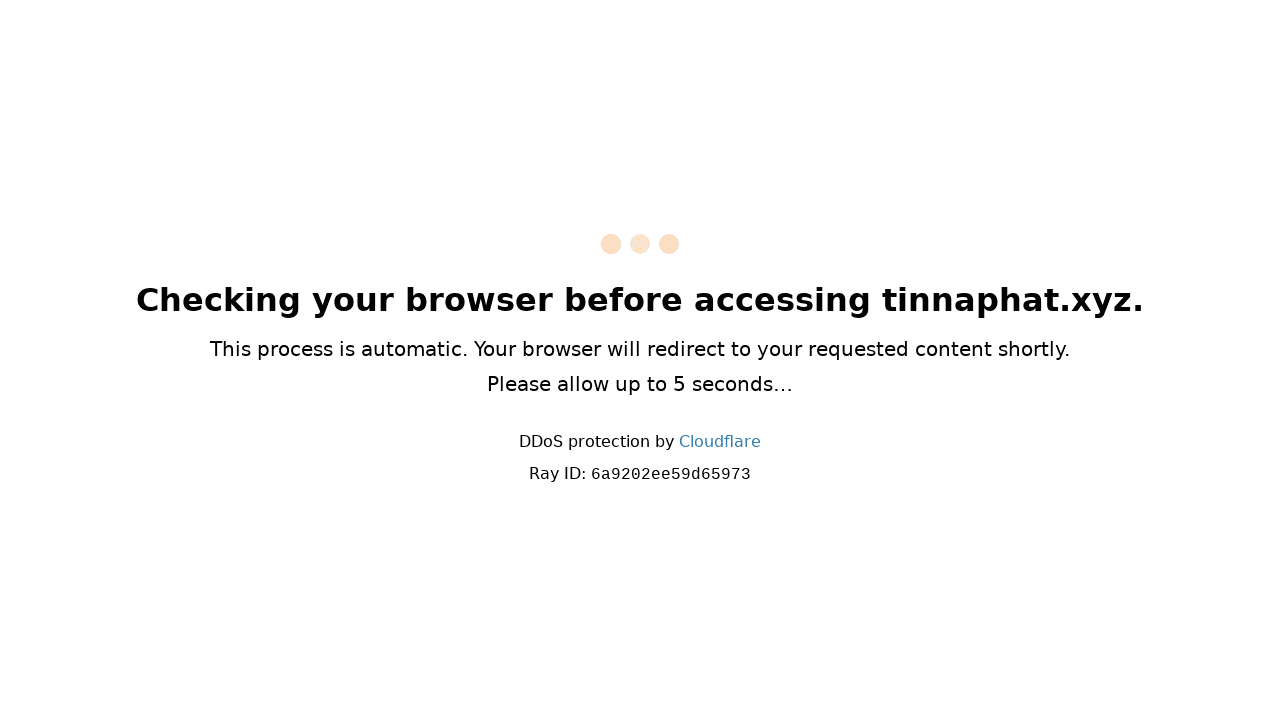 Checking your browser before accessing tinnaphat.xyz.
This process is automatic. Your browser will redirect to your requested content shortly.
Please allow up to 5 seconds…
DDoS protection by Cloudflare
Ray ID: 6a9202ee59d65973